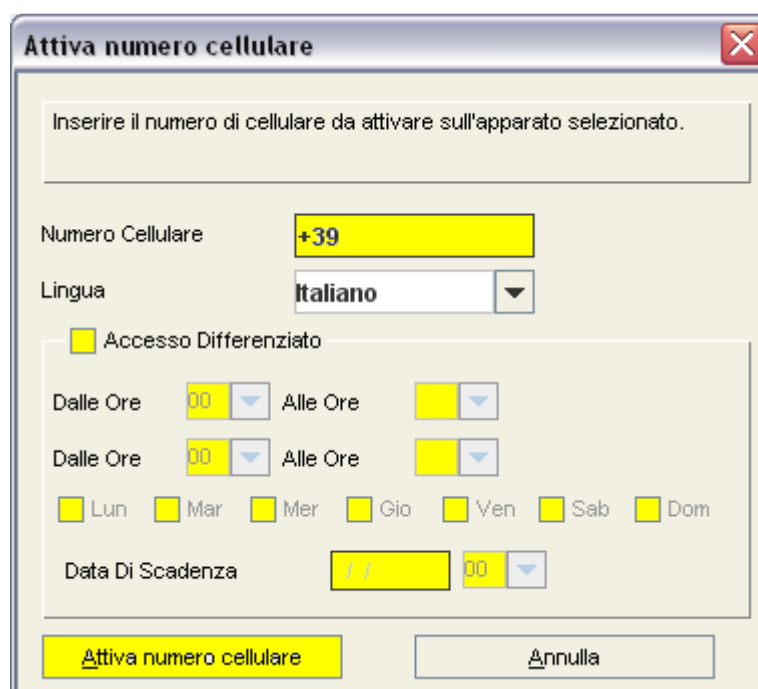 Attiva numero cellulare
Inserire il numero di cellulare da attivare sull'apparato selezionato.
Numero Cellulare +39
Lingua Italiano
Accesso Differenziato
Dalle Ore 00 Alle Ore
Dalle Ore 00 Alle Ore
Lun Mar Mer Gio Ven Sab Dom
Data Di Scadenza / / 00
Attiva numero cellulare Annulla